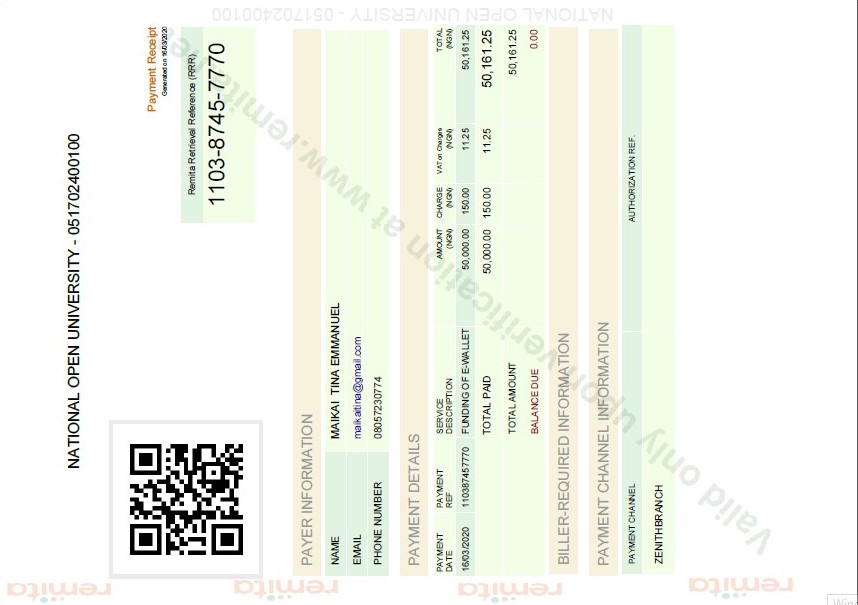 NATIONAL OPEN UNIVERSITY - 051702400100
Payment Receipt
Generated on 16/03/2020
Remita Retrieval Reference (RRR)
1103-8745-7770
PAYER INFORMATION
NAME MAIKAI TINA EMMANUEL
EMAIL maikaitina@gmail.com
PHONE NUMBER 08057230774
PAYMENT DETAILS
PAYMENT DATE PAYMENT REF SERVICE DESCRIPTION AMOUNT (NGN) CHARGE (NGN) VAT on Charges (NGN) TOTAL (NGN)
16/03/2020 110387457770 FUNDING OF E-WALLET 50,000.00 150.00 11.25 50,161.25
TOTAL PAID 50,000.00 150.00 11.25 50,161.25
TOTAL AMOUNT 50,161.25
BALANCE DUE 0.00
BILLER-REQUIRED INFORMATION
PAYMENT CHANNEL INFORMATION
PAYMENT CHANNEL AUTHORIZATION REF.
ZENITHBRANCH
Valid only upon verification at www.remita.net
remita
remita
remita
remita
NATIONAL OPEN UNIVERSITY - 051702400100